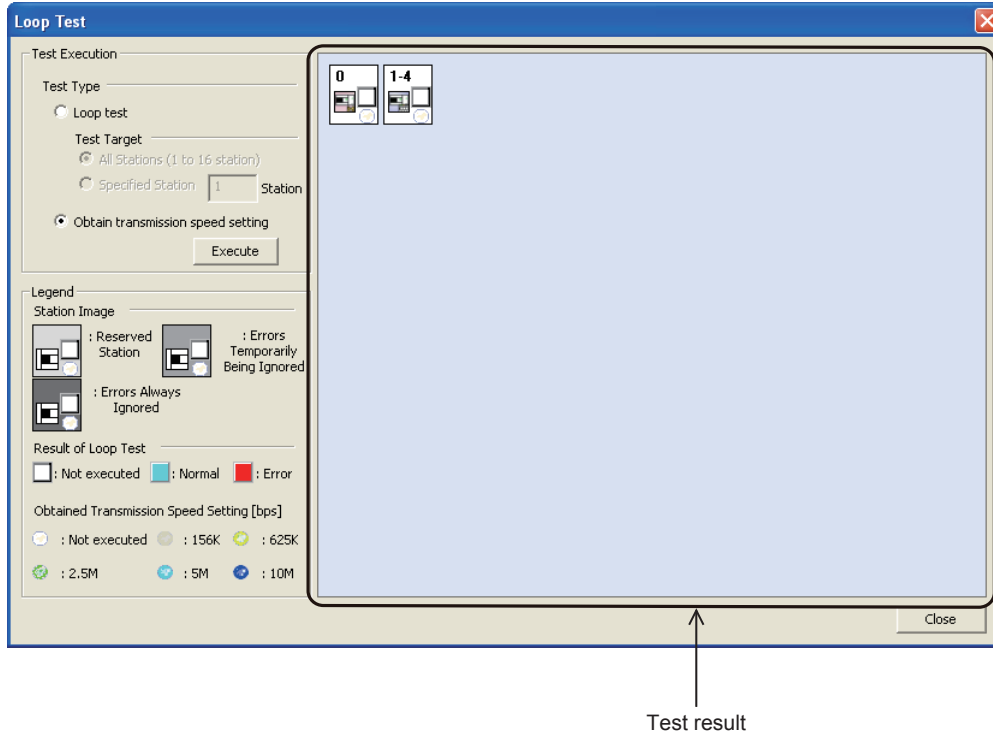 Loop Test
Test Execution
Test Type
Loop test
Test Target
All Stations (1 to 16 station)
Specified Station 1 Station
Obtain transmission speed setting
Execute
Legend
Station Image
: Reserved
Station
: Errors
Temporarily
Being Ignored
: Errors Always
Ignored
Result of Loop Test
: Not executed : Normal : Error
Obtained Transmission Speed Setting [bps]
: Not executed : 156K : 625K
: 2.5M : 5M : 10M
0 1-4
Close
Test result